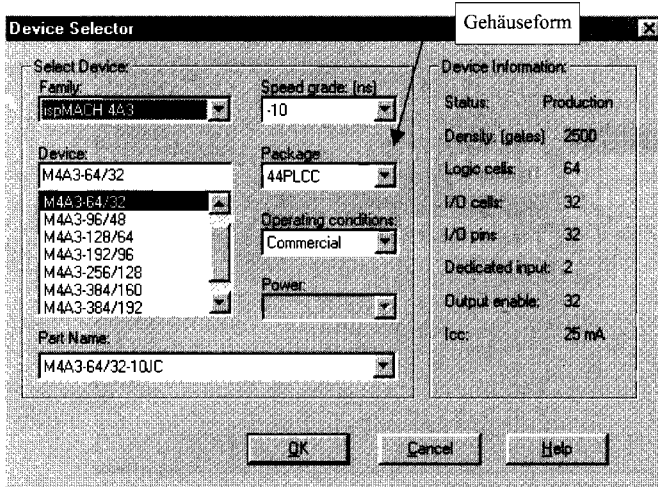 Gehäuseform
Device Selector
Select Device:
Family:
ispMACH 4A3
Speed grade: [ns]
-10
Device:
M4A3-64/32
Package
44PLCC
M4A3-64/32
M4A3-96/48
M4A3-128/64
M4A3-192/96
M4A3-256/128
M4A3-384/160
M4A3-384/192
Operating conditions:
Commercial
Power:
Part Name:
M4A3-64/32-10JC
Device Information:
Status: Production
Density: [gates] 2500
Logic cells: 64
I/O cells: 32
I/O pins 32
Dedicated input: 2
Output enable: 32
Icc: 25 mA
OK
Cancel
Help